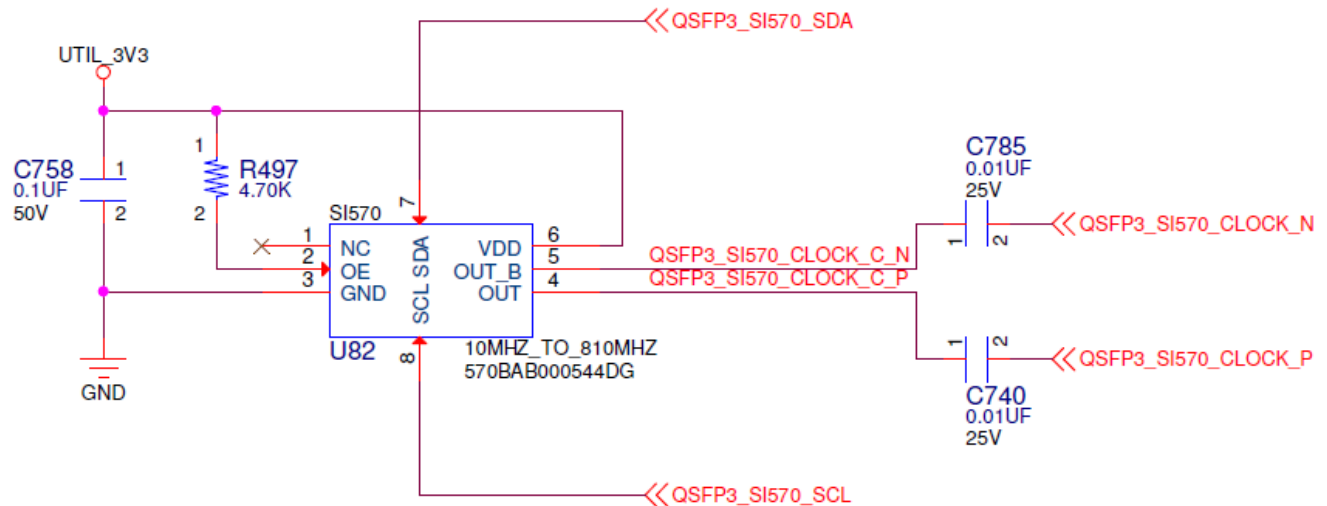 QSFP3_SI570_SDA
UTIL_3V3
C758
0.1UF
50V
1
2
1
R497
4.70K
2
SI570
7
1
NC
2
OE
3
GND
SCL
SDA
VDD
6
OUT_B
5
OUT
4
U82
8
10MHZ_TO_810MHZ
570BAB000544DG
QSFP3_SI570_CLOCK_C_N
QSFP3_SI570_CLOCK_C_P
C785
0.01UF
25V
1
2
QSFP3_SI570_CLOCK_N
1
2
QSFP3_SI570_CLOCK_P
C740
0.01UF
25V
GND
QSFP3_SI570_SCL